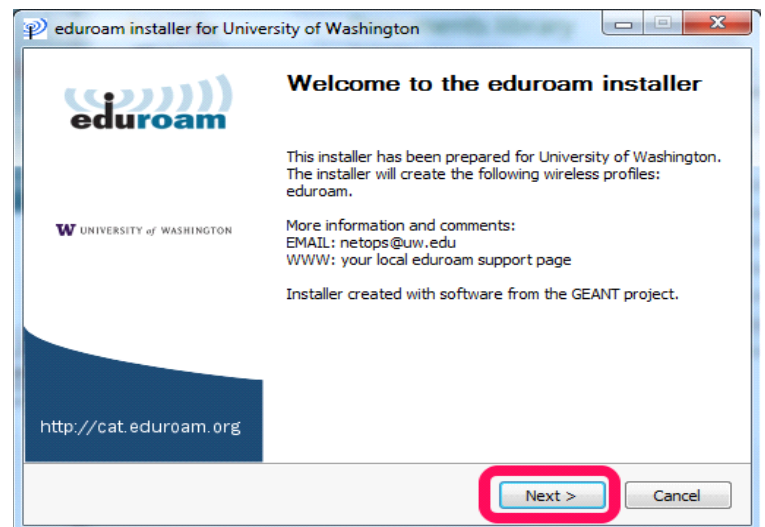 eduroam installer for University of Washington
eduroam
W UNIVERSITY of WASHINGTON
http://cat.eduroam.org
Welcome to the eduroam installer
This installer has been prepared for University of Washington.
The installer will create the following wireless profiles:
eduroam.
More information and comments:
EMAIL: netops@uw.edu
WWW: your local eduroam support page
Installer created with software from the GEANT project.
Next >
Cancel